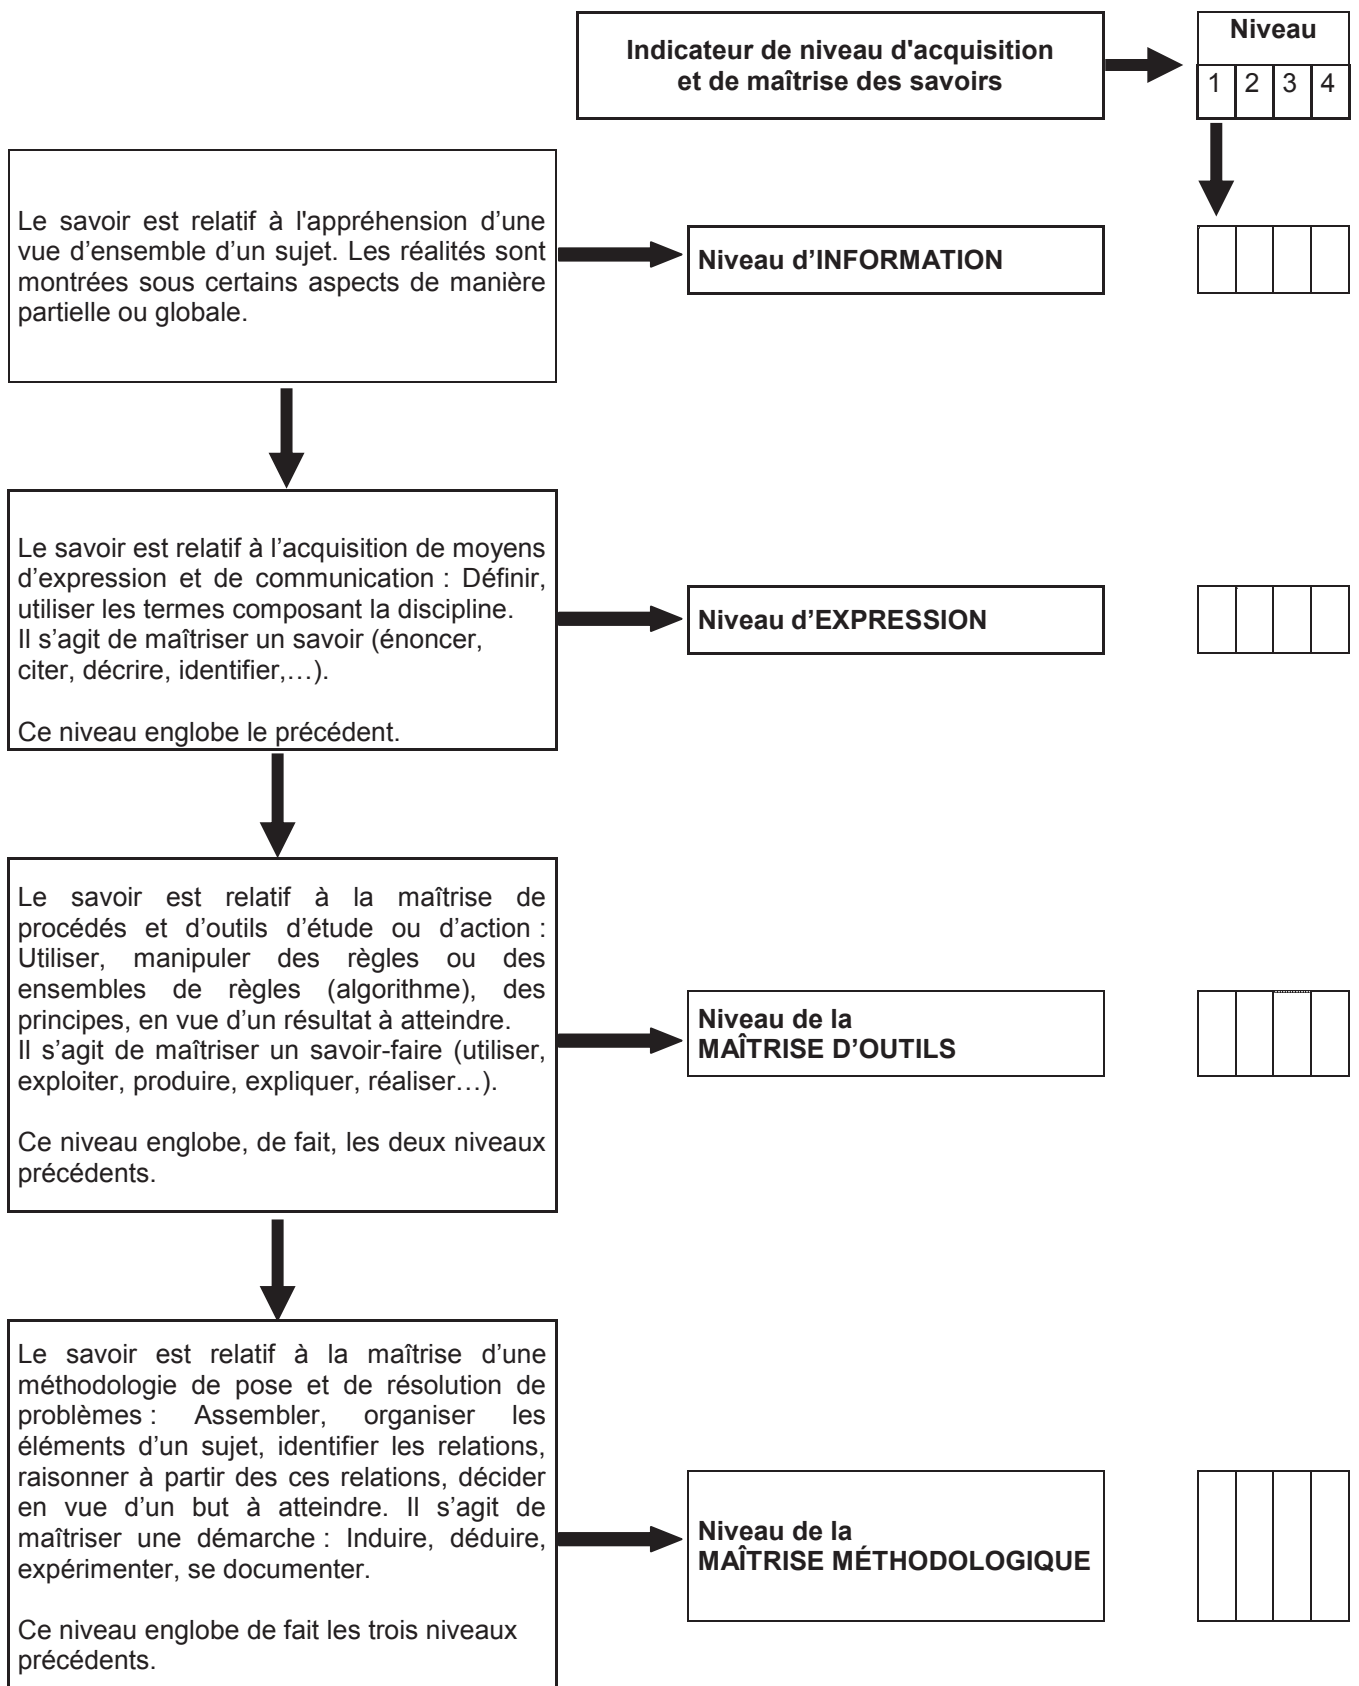 Indicateur de niveau d'acquisition
et de maîtrise des savoirs
Niveau
1 2 3 4
Le savoir est relatif à l'appréhension d’une
vue d’ensemble d’un sujet. Les réalités sont
montrées sous certains aspects de manière
partielle ou globale.
Niveau d’INFORMATION
Le savoir est relatif à l’acquisition de moyens
d’expression et de communication : Définir,
utiliser les termes composant la discipline.
Il s’agit de maîtriser un savoir (énoncer,
citer, décrire, identifier,…).
Ce niveau englobe le précédent.
Niveau d’EXPRESSION
Le savoir est relatif à la maîtrise de
procédés et d’outils d’étude ou d’action :
Utiliser, manipuler des règles ou des
ensembles de règles (algorithme), des
principes, en vue d’un résultat à atteindre.
Il s’agit de maîtriser un savoir-faire (utiliser,
exploiter, produire, expliquer, réaliser…).
Ce niveau englobe, de fait, les deux niveaux
précédents.
Niveau de la
MAÎTRISE D’OUTILS
Le savoir est relatif à la maîtrise d’une
méthodologie de pose et de résolution de
problèmes : Assembler, organiser les
éléments d’un sujet, identifier les relations,
raisonner à partir des ces relations, décider
en vue d’un but à atteindre. Il s’agit de
maîtriser une démarche : Induire, déduire,
expérimenter, se documenter.
Ce niveau englobe de fait les trois niveaux
précédents.
Niveau de la
MAÎTRISE MÉTHODOLOGIQUE